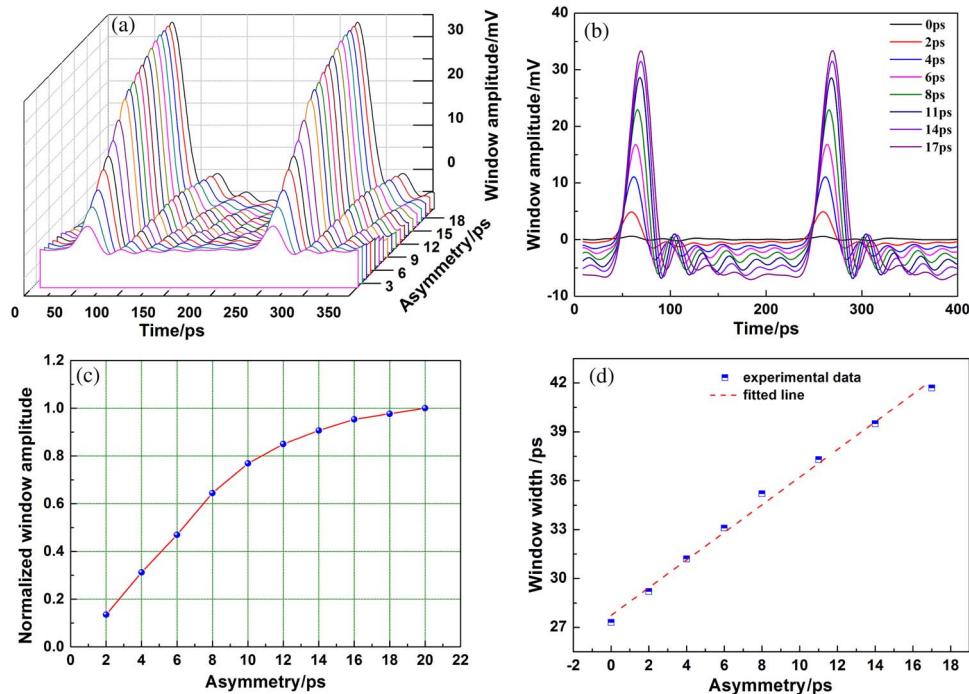 (a)
30
20
10
0
Window amplitude/mV
18
15
12
9
6
3
Asymmetry/ps
0 50 100 150 200 250 300 350
Time/ps
(b)
0ps
2ps
4ps
6ps
8ps
11ps
14ps
17ps
40
30
20
10
0
-10
Window amplitude/mV
0 100 200 300 400
Time/ps
(c)
1.2
1.0
0.8
0.6
0.4
0.2
0.0
Normalized window amplitude
0 2 4 6 8 10 12 14 16 18 20 22
Asymmetry/ps
(d)
experimental data
fitted line
42
39
36
33
30
27
Window width /ps
-2 0 2 4 6 8 10 12 14 16 18
Asymmetry/ps